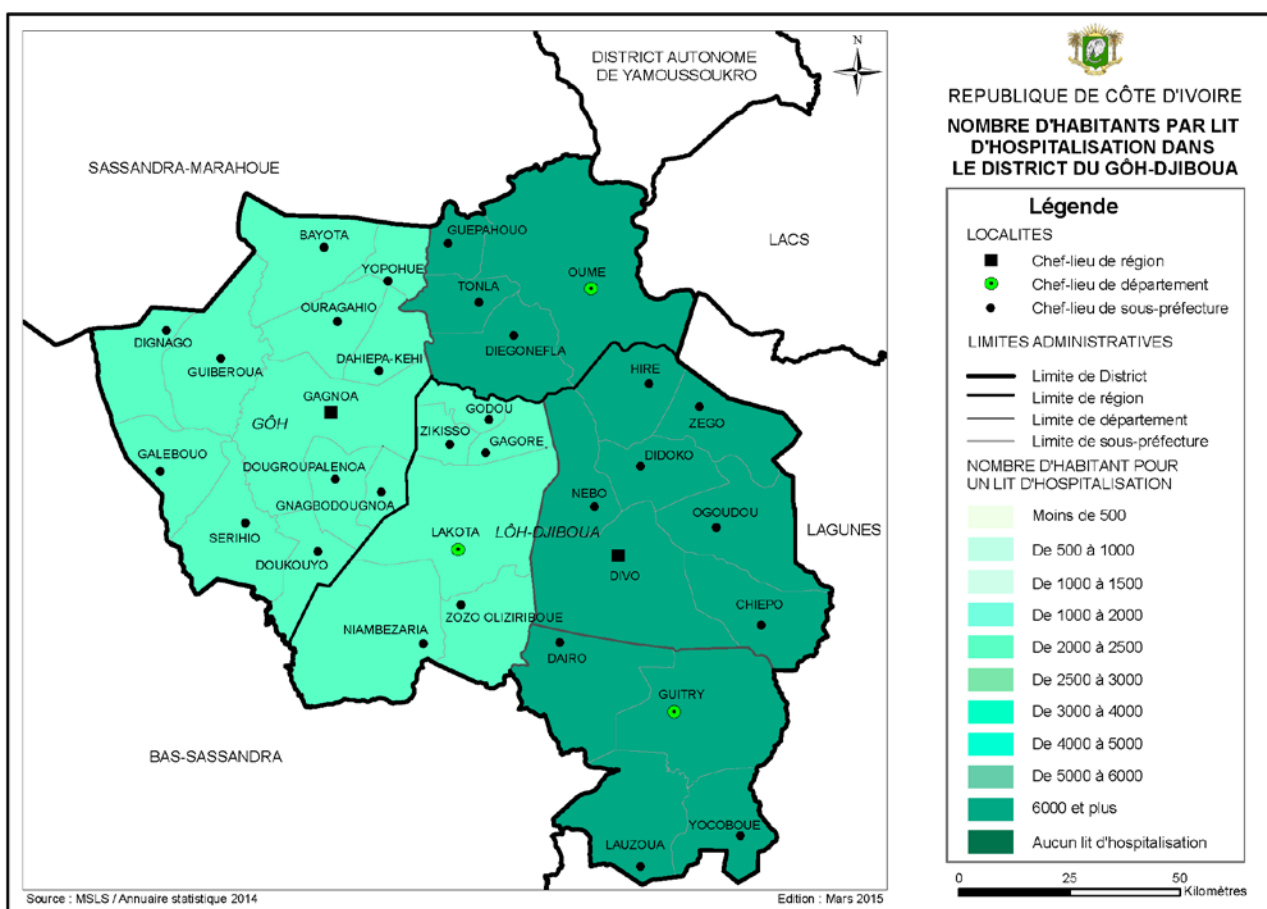 DISTRICT AUTONOME
DE YAMOUSSOUKRO
N
SASSANDRA-MARAHOUE
LACS
LAGUNES
BAS-SASSANDRA
GUEPAHOUO
BAYOTA
YOPOHUE
OUME
TONLA
OURAGAHIO
DIGNAGO
DIEGONEFLA
GUIBEROUA
DAHIEPA-KEHI
HIRE
GAGNOA
GODOU
ZEGO
GÔH
IZIKISSO
GAGORE
GALEBOUO
DOUGROUPALENOA
DIDOKO
GNAGBODOUGNOA
NEBO
OGOUDOU
SERIHIO
LAKOTA
LÔH-DJIBOUA
DOUKOUYO
DIVO
CHIEPO
ZOZO OLIZIRIBOUE
NIAMBEZARIA
DAIRO
GUITRY
YOCOBOUE
LAUZOUA
Source : MSLS / Annuaire statistique 2014
Edition : Mars 2015
REPUBLIQUE DE CÔTE D'IVOIRE
NOMBRE D'HABITANTS PAR LIT
D'HOSPITALISATION DANS
LE DISTRICT DU GÔH-DJIBOUA
Légende
LOCALITES
Chef-lieu de région
Chef-lieu de département
Chef-lieu de sous-préfecture
LIMITES ADMINISTRATIVES
Limite de District
Limite de région
Limite de département
Limite de sous-préfecture
NOMBRE D'HABITANT POUR
UN LIT D'HOSPITALISATION
Moins de 500
De 500 à 1000
De 1000 à 1500
De 1000 à 2000
De 2000 à 2500
De 2500 à 3000
De 3000 à 4000
De 4000 à 5000
De 5000 à 6000
6000 et plus
Aucun lit d'hospitalisation
0 25 50
Kilomètres